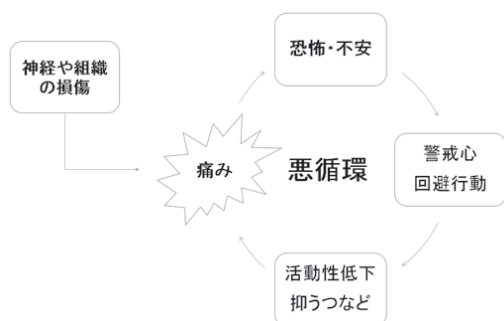 恐怖・不安
神経や組織
の損傷
痛み
悪循環
警戒心
回避行動
活動性低下
抑うつなど